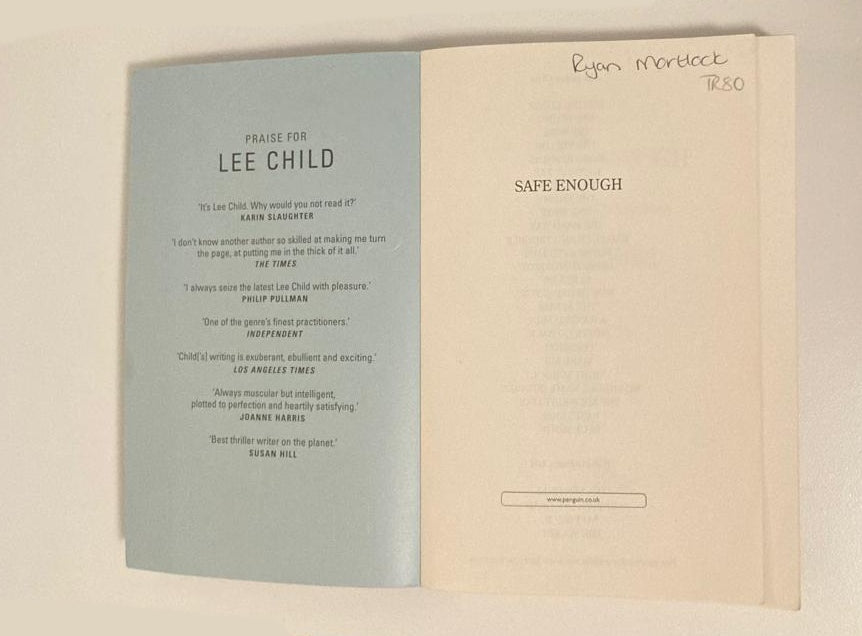 PRAISE FOR
LEE CHILD
'It's Lee Child. Why would you not read it?'
KARIN SLAUGHTER
'I don't know another author so skilled at making me turn
the page, at putting me in the thick of it all.'
THE TIMES
'I always seize the latest Lee Child with pleasure.'
PHILIP PULLMAN
'One of the genre's finest practitioners.'
INDEPENDENT
'Child[s] writing is exuberant, ebullient and exciting.'
LOS ANGELES TIMES
'Always muscular but intelligent,
plotted to perfection and heartily satisfying.'
JOANNE HARRIS
'Best thriller writer on the planet.'
SUSAN HILL
Ryan Mortlock
TR80
SAFE ENOUGH
www.penguin.co.uk